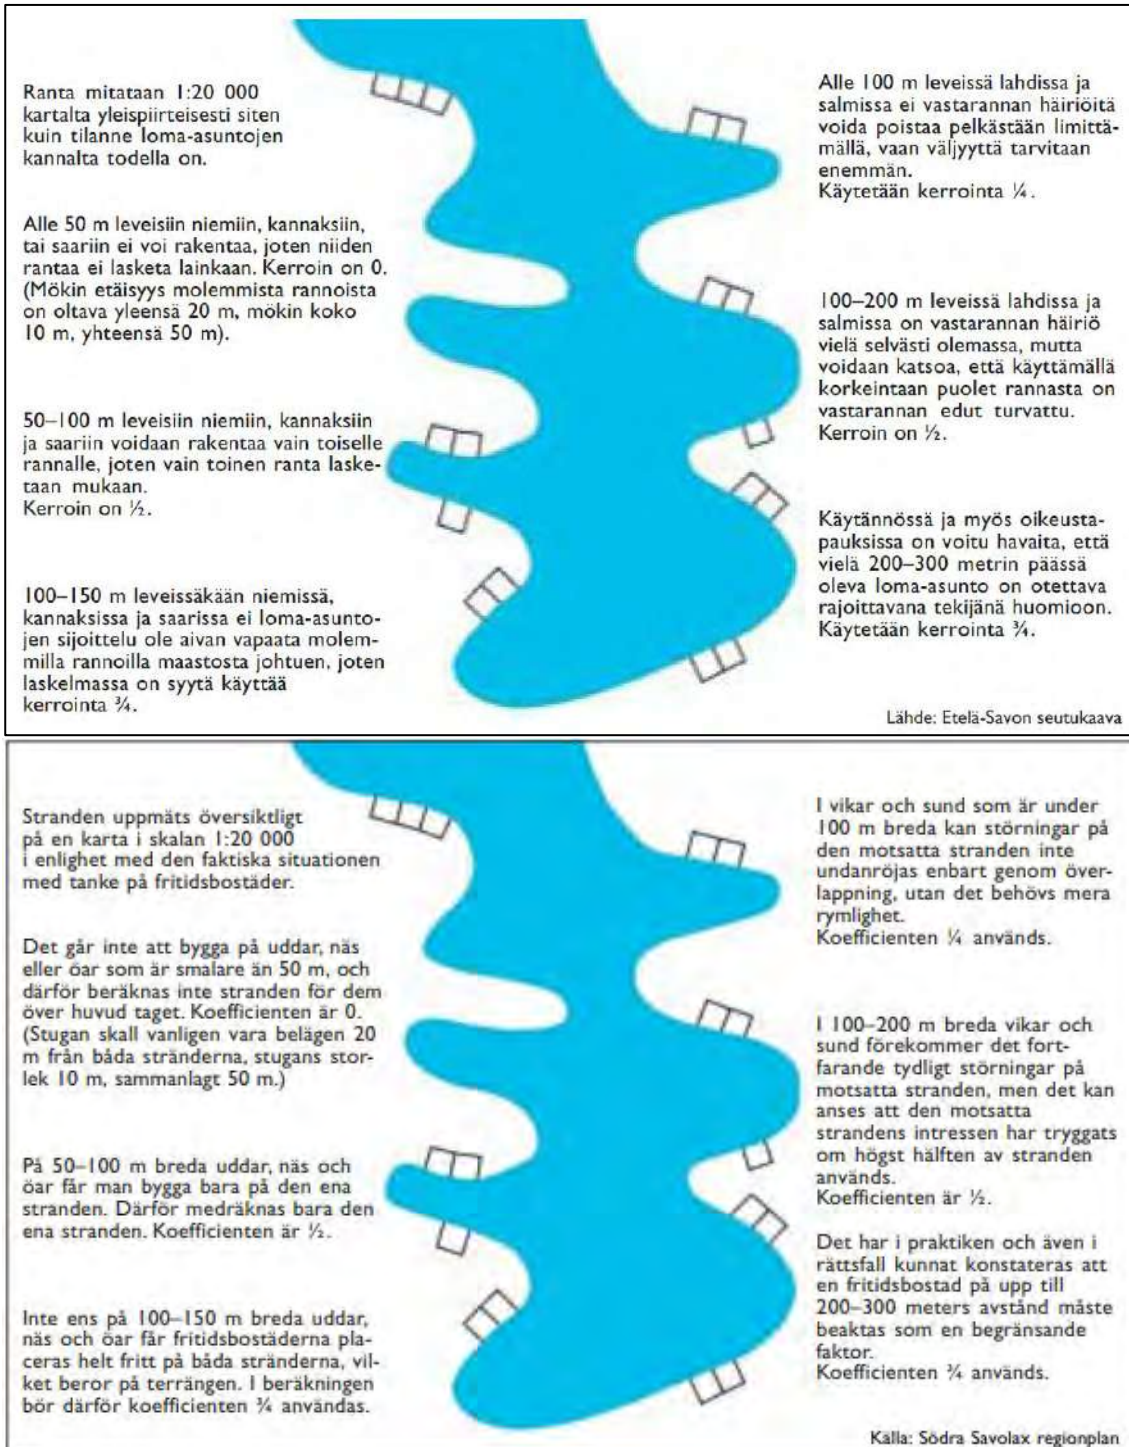 Ranta mitataan 1:20 000
kartalta yleispiirteisesti siten
kuin tilanne loma-asuntojen
kannalta todella on.
Alle 50 m leveisiin niemiin, kannaksiin,
tai saariin ei voi rakentaa, joten niiden
rantaa ei lasketa lainkaan. Kerroin on 0.
(Mökin etäisyys molemmista rannoista
on oltava yleensä 20 m, mökin koko
10 m, yhteensä 50 m).
50–100 m leveisiin niemiin, kannaksiin
ja saariin voidaan rakentaa vain toiselle
rannalle, joten vain toinen ranta laske-
taan mukaan.
Kerroin on ½.
100–150 m leveissäkään niemissä,
kannaksissa ja saarissa ei loma-asunto-
jen sijoittelu ole aivan vapaata molem-
milla rannoilla maastosta johtuen, joten
laskelmassa on syytä käyttää
kerrointa ¾.
Alle 100 m leveissä lahdissa ja
salmissa ei vastarannan häiriöitä
voida poistaa pelkästään limittä-
mällä, vaan väljyyttä tarvitaan
enemmän.
Käytetään kerrointa ¼.
100–200 m leveissä lahdissa ja
salmissa on vastarannan häiriö
vielä selvästi olemassa, mutta
voidaan katsoa, että käyttämällä
korkeintaan puolet rannasta on
vastarannan edut turvattu.
Kerroin on ½.
Käytännössä ja myös oikeusta-
pauksissa on voitu havaita, että
vielä 200–300 metrin päässä
oleva loma-asunto on otettava
rajoittavana tekijänä huomioon.
Käytetään kerrointa ¾.
Lähde: Etelä-Savon seutukaava
Stranden uppmäts översiktligt
på en karta i skalan 1:20 000
i enlighet med den faktiska situationen
med tanke på fritidsbostäder.
Det går inte att bygga på uddar, näs
eller öar som är smalare än 50 m, och
därför beräknas inte stranden för dem
över huvud taget. Koefficienten är 0.
(Stugan skall vanligen vara belägen 20
m från båda stränderna, stugans stor-
lek 10 m, sammanlagt 50 m.)
På 50–100 m breda uddar, näs och
öar får man bygga bara på den ena
stranden. Därför medräknas bara den
ena stranden. Koefficienten är ½.
Inte ens på 100–150 m breda uddar,
näs och öar får fritidsbostäderna pla-
ceras helt fritt på båda stränderna, vil-
ket beror på terrängen. I beräkningen
bör därför koefficienten ¾ användas.
I vikar och sund som är under
100 m breda kan störningar på
den motsatta stranden inte
undanröjas enbart genom över-
lappning, utan det behövs mera
rymlighet.
Koefficienten ¼ används.
I 100–200 m breda vikar och
sund förekommer det fort-
farande tydligt störningar på
motsatta stranden, men det kan
anses att den motsatta
strandens intressen har tryggats
om högst hälften av stranden
används.
Koefficienten är ½.
Det har i praktiken och även i
rättsfall kunnat konstateras att
en fritidsbostad på upp till
200–300 meters avstånd måste
beaktas som en begränsande
faktor.
Koefficienten ¾ används.
Källa: Södra Savolax regionplan